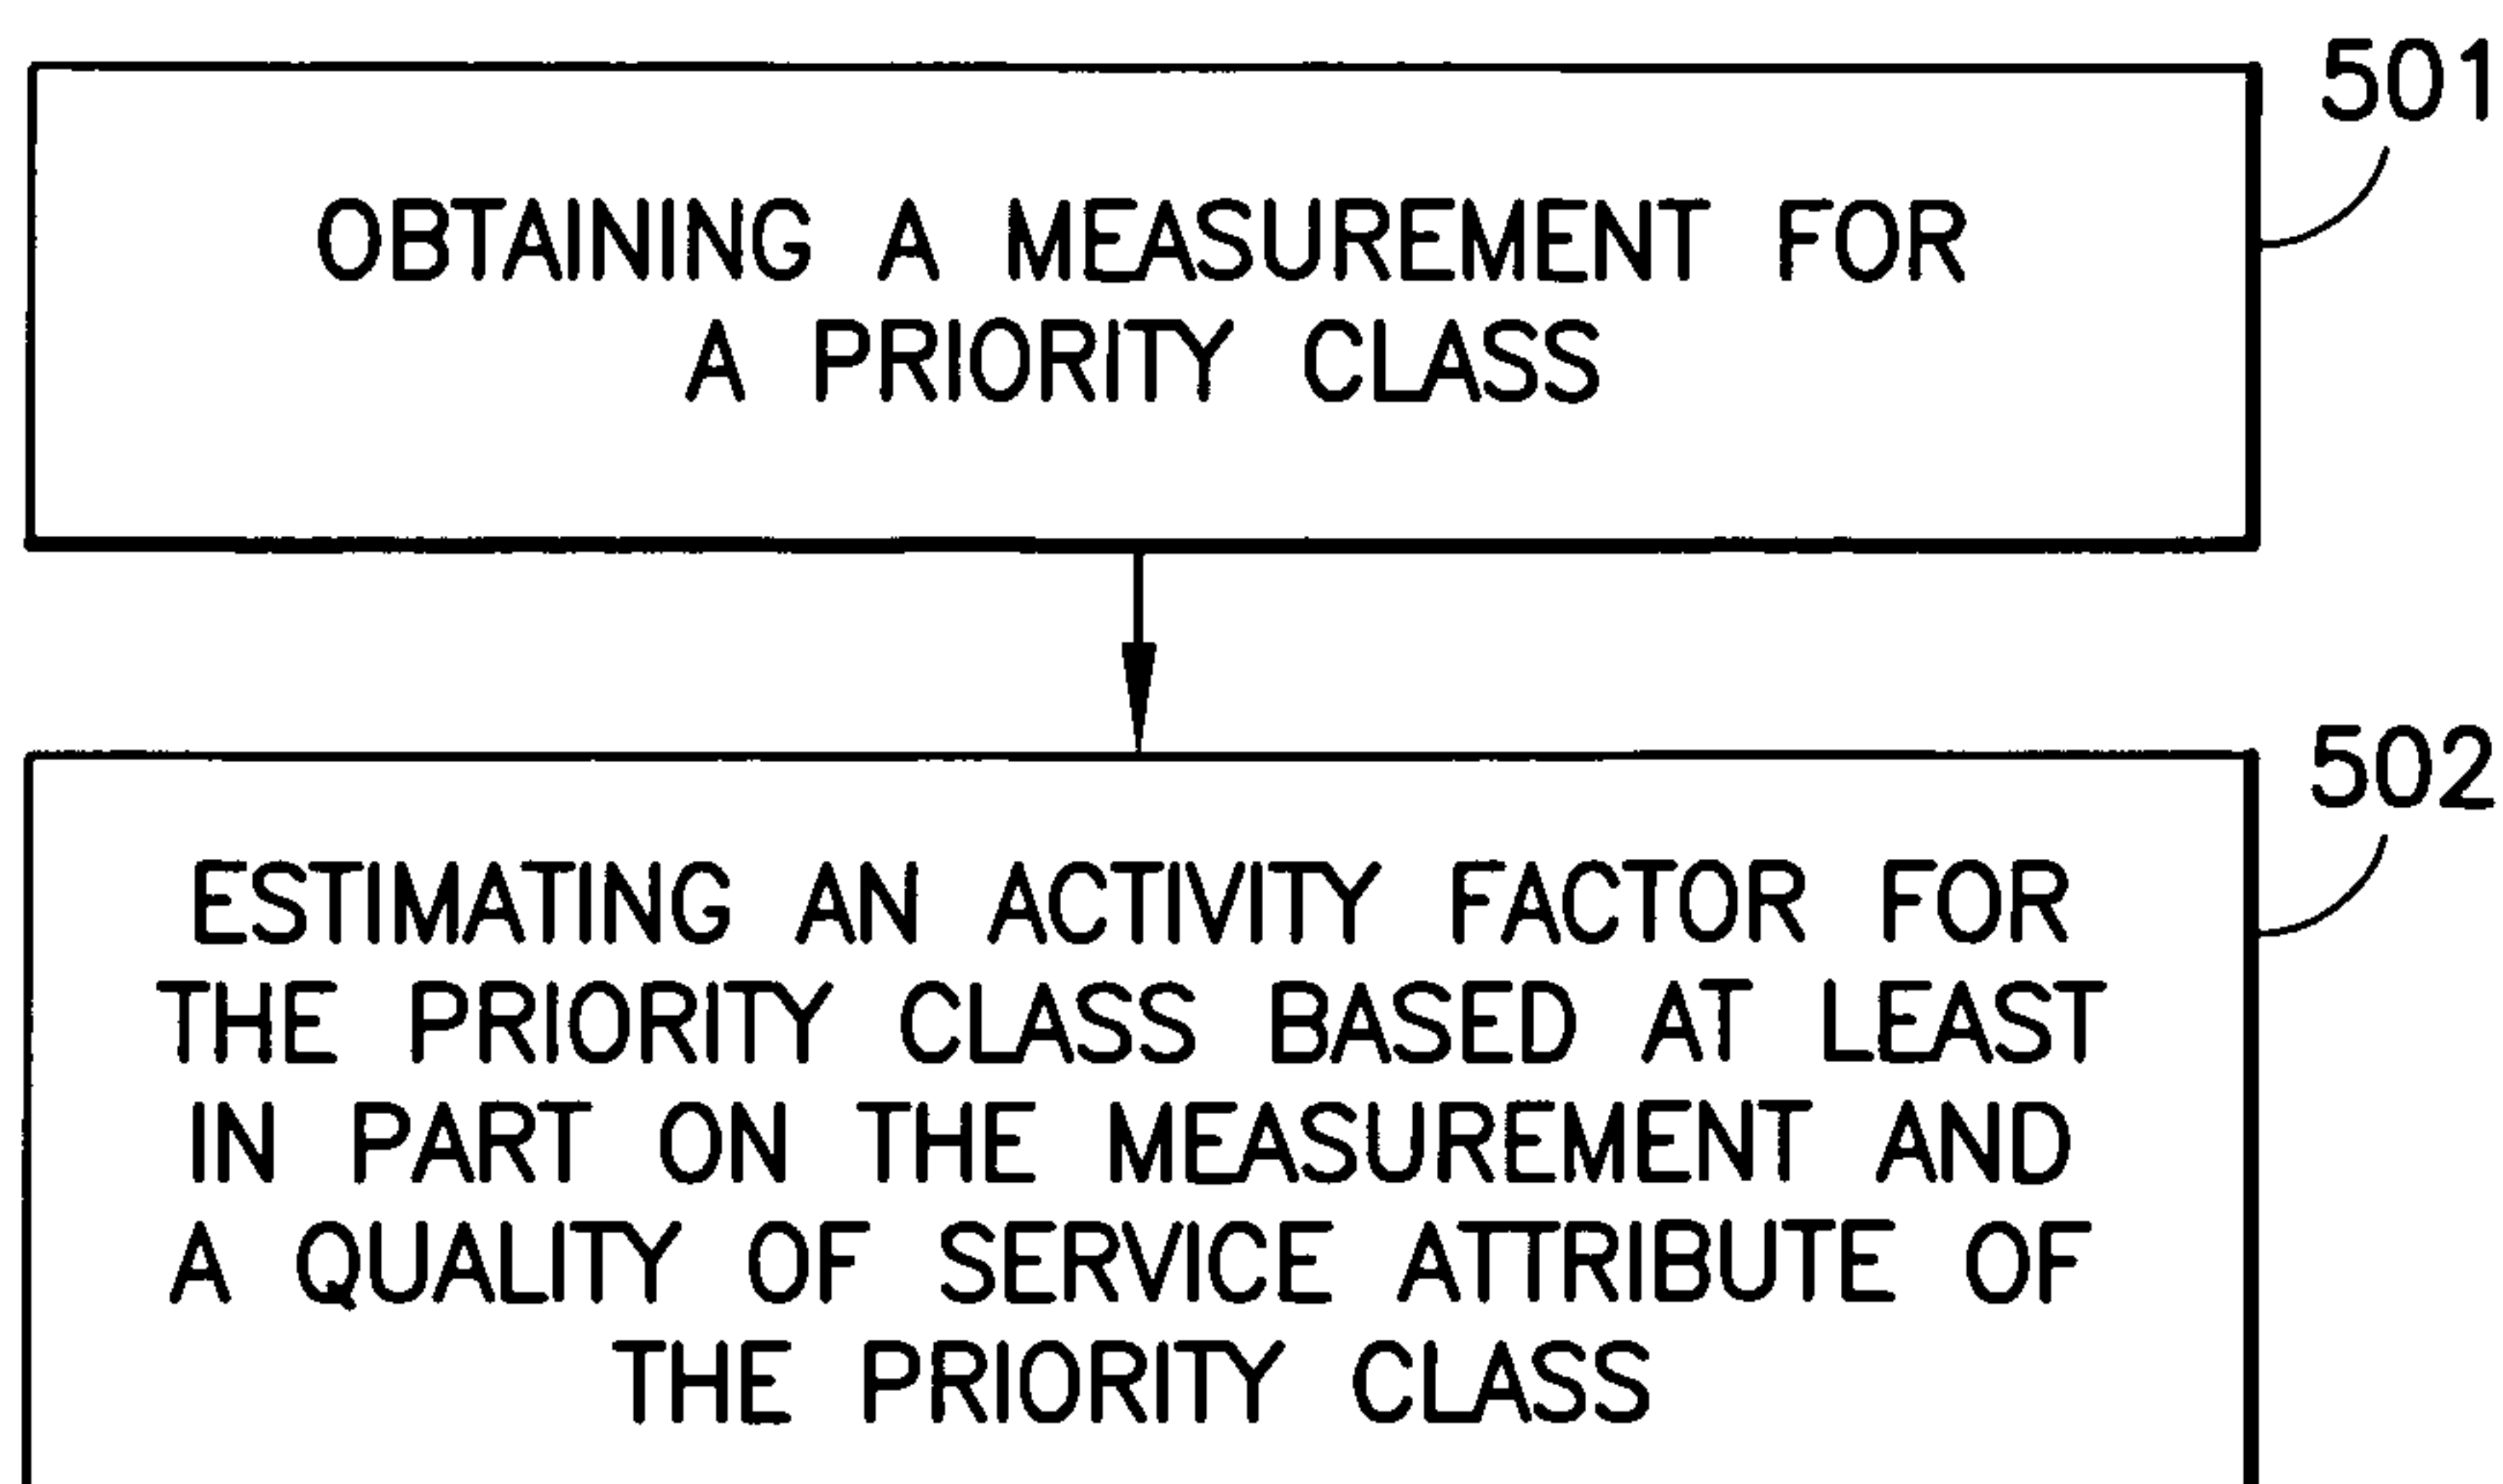 501
OBTAINING A MEASUREMENT FOR
A PRIORITY CLASS
502
ESTIMATING AN ACTIVITY FACTOR FOR
THE PRIORITY CLASS BASED AT LEAST
IN PART ON THE MEASUREMENT AND
A QUALITY OF SERVICE ATTRIBUTE OF
THE PRIORITY CLASS